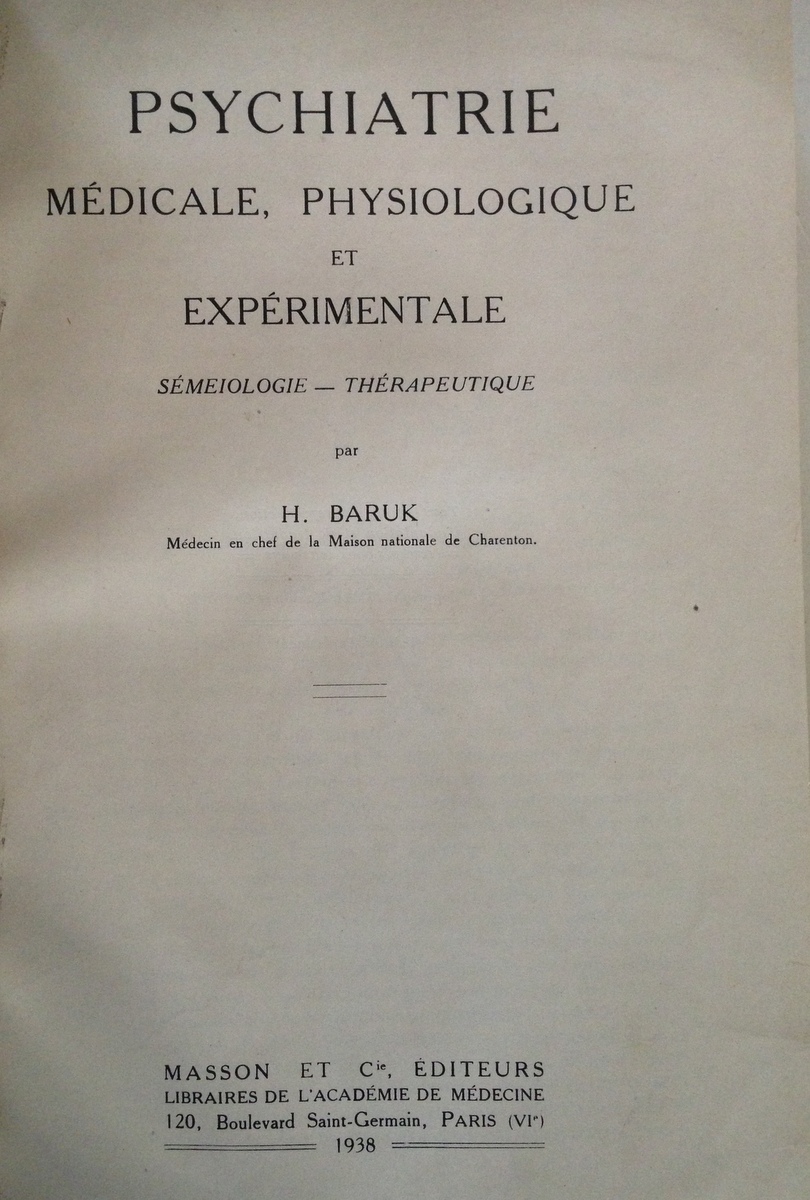 PSYCHIATRIE
MÉDICALE, PHYSIOLOGIQUE
ET
EXPÉRIMENTALE
SÉMEIOLOGIE — THÉRAPEUTIQUE
par
H. BARUK
Médecin en chef de la Maison nationale de Charenton.
MASSON ET Cie, ÉDITEURS
LIBRAIRES DE L'ACADÉMIE DE MÉDECINE
120, Boulevard Saint-Germain, PARIS (VIe)
1938